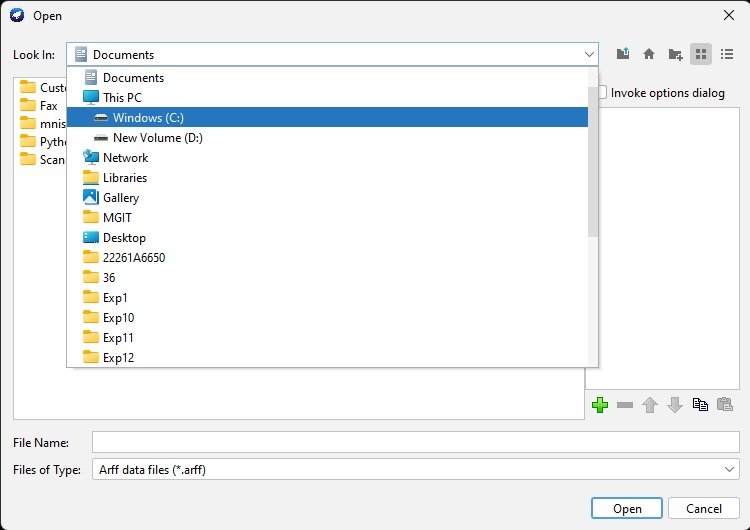 Open
Look In:
Documents
Documents
This PC
Windows (C:)
New Volume (D:)
Network
Libraries
Gallery
MGIT
Desktop
22261A6650
36
Exp1
Exp10
Exp11
Exp12
Custo
Fax
mnis
Pytho
Scan
Invoke options dialog
File Name:
Files of Type:
Arff data files (*.arff)
Open
Cancel